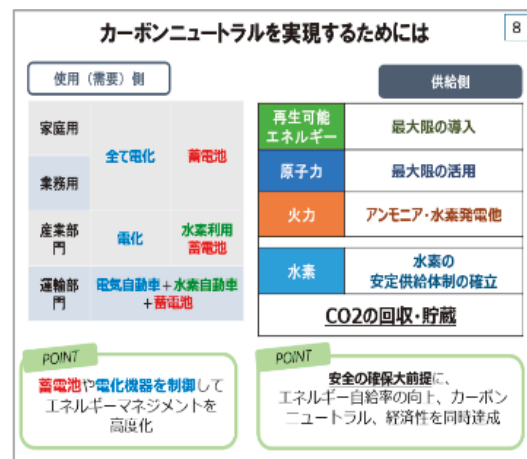 カーボンニュートラルを実現するためには
8
使用（需要）側
家庭用
全て電化
蓄電池
業務用
産業部
門
電化
水素利用
蓄電池
運輸部
門
電気自動車＋水素自動車
＋蓄電池
POINT
蓄電池や電化機器を制御して
エネルギーマネジメントを
高度化
供給側
再生可能
エネルギー
最大限の導入
原子力
最大限の活用
火力
アンモニア・水素発電他
水素
水素の
安定供給体制の確立
CO2の回収・貯蔵
POINT
安全の確保大前提に、
エネルギー自給率の向上、カーボン
ニュートラル、経済性を同時達成